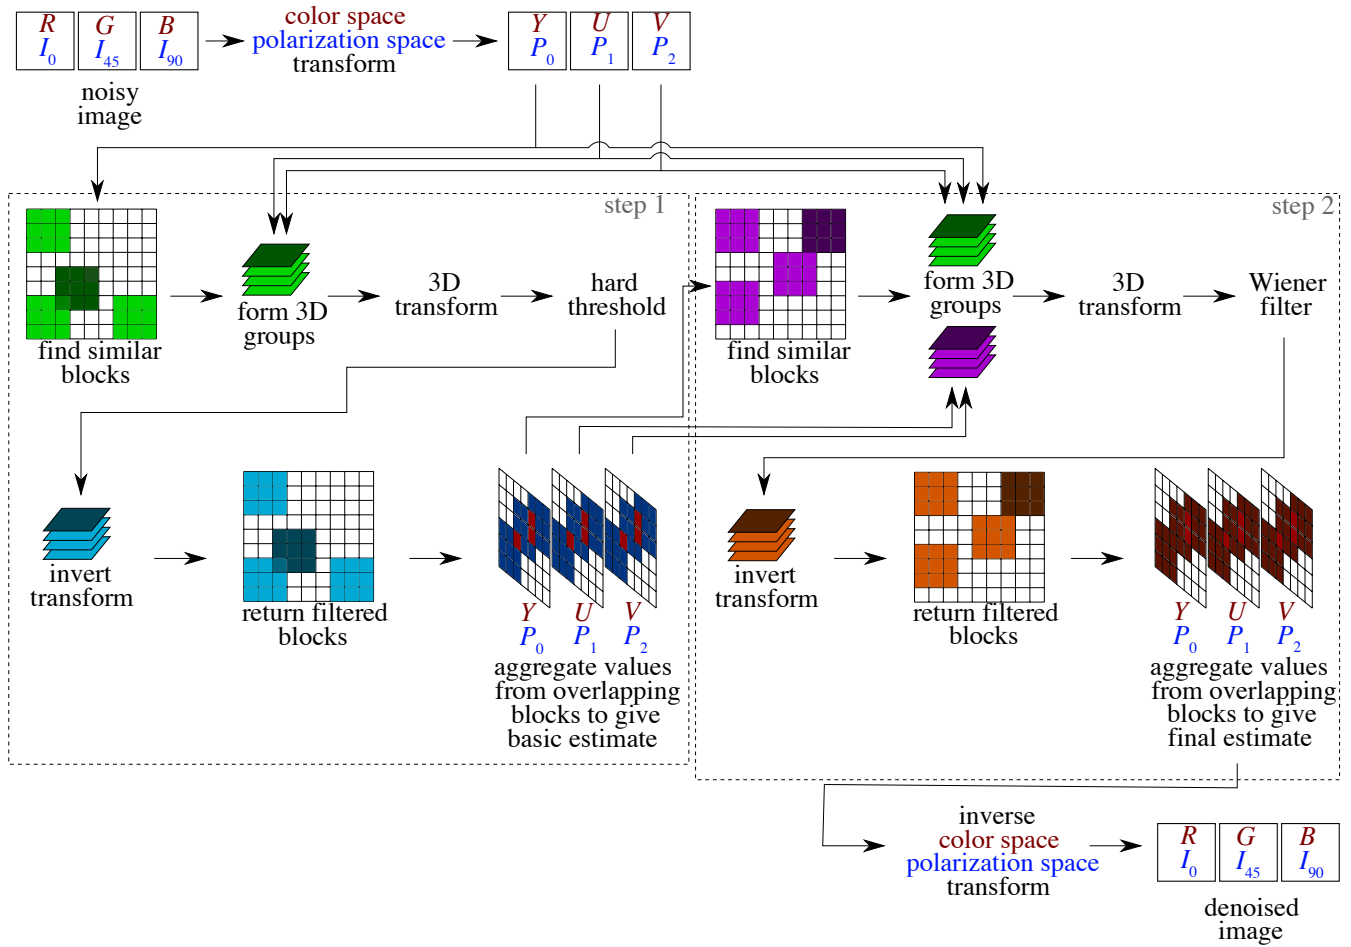 R G B
I0 I45 I90
noisy
image
color space
polarization space
transform
Y U V
P0 P1 P2
step 1
find similar
blocks
form 3D
groups
3D
transform
hard
threshold
invert
transform
return filtered
blocks
Y U V
P0 P1 P2
aggregate values
from overlapping
blocks to give
basic estimate
step 2
find similar
blocks
form 3D
groups
3D
transform
Wiener
filter
invert
transform
return filtered
blocks
Y U V
P0 P1 P2
aggregate values
from overlapping
blocks to give
final estimate
inverse
color space
polarization space
transform
R G B
I0 I45 I90
denoised
image